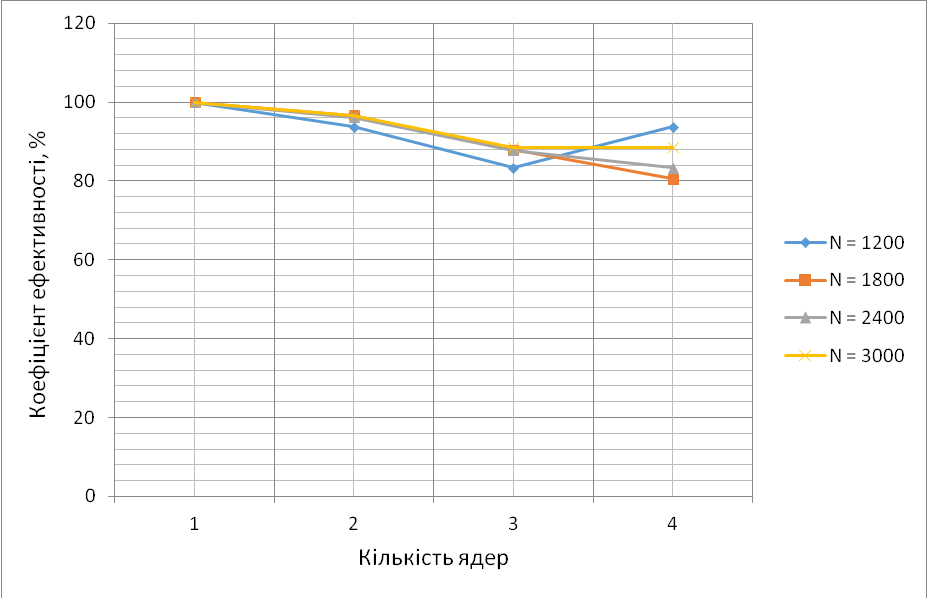 120
100
80
60
40
20
0
Коефіцієнт ефективності, %
1 2 3 4
Кількість ядер
N = 1200
N = 1800
N = 2400
N = 3000